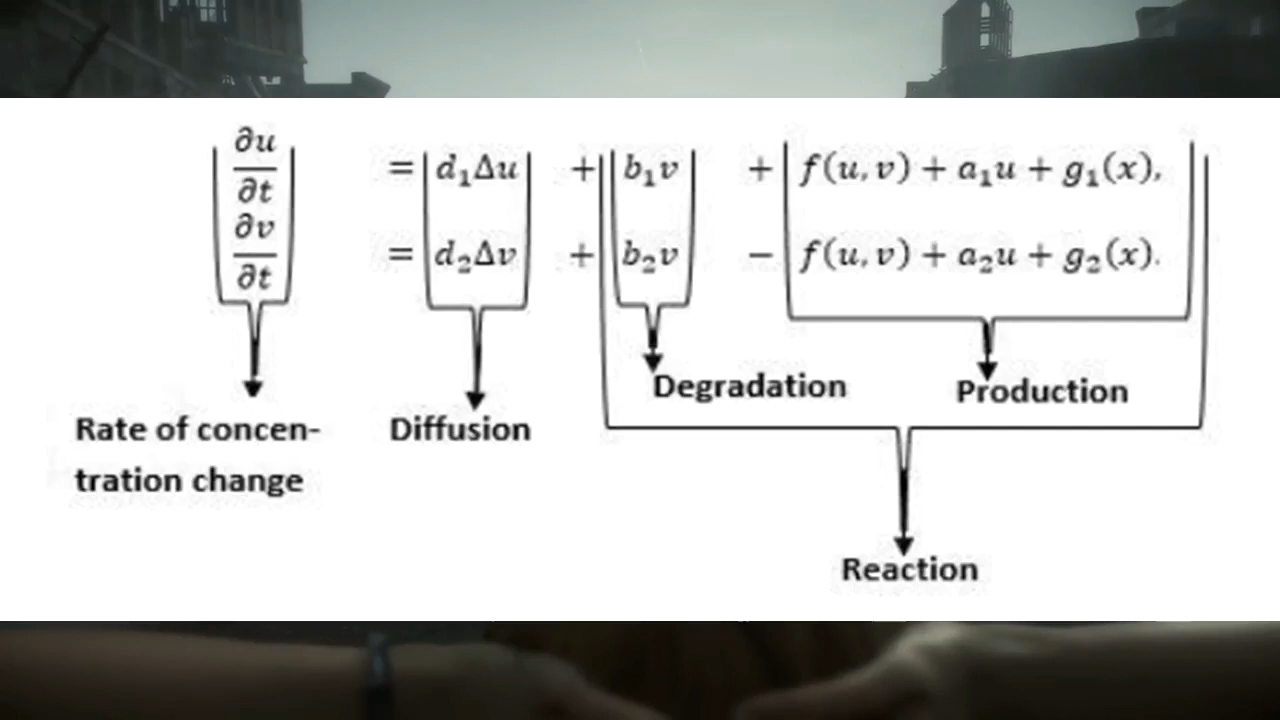 ∂u/∂t = d₁Δu + b₁v + f(u, v) + a₁u + g₁(x),
∂v/∂t = d₂Δv + b₂v − f(u, v) + a₂u + g₂(x).
Degradation
Production
Rate of concen-
tration change
Diffusion
Reaction